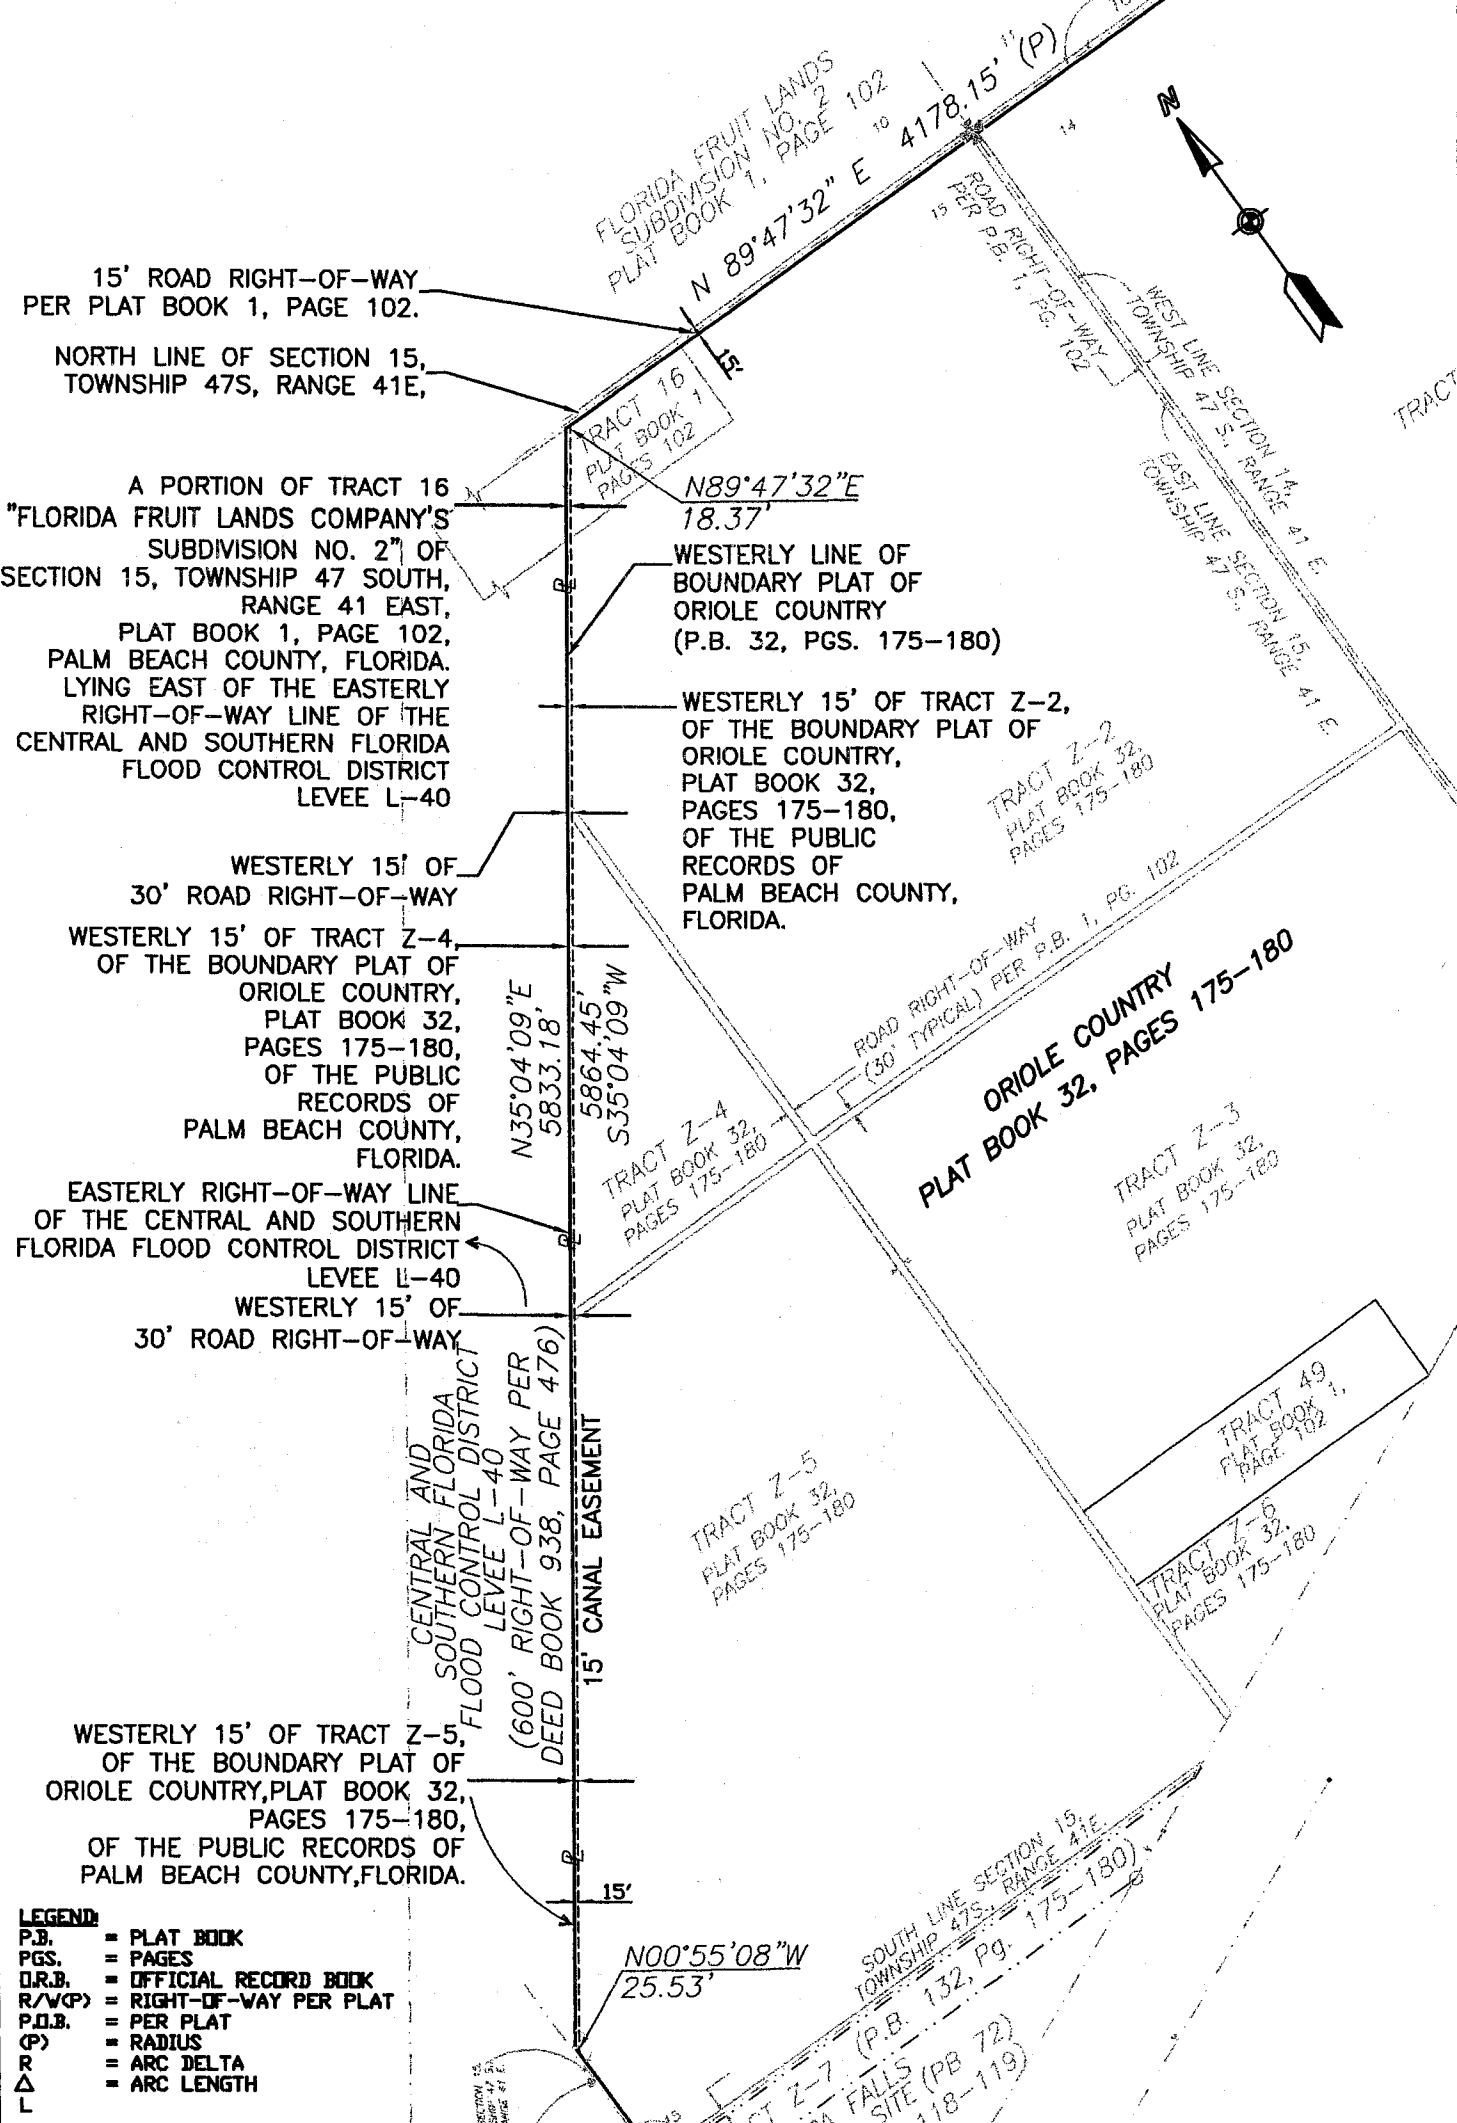 FLORIDA FRUIT LANDS
SUBDIVISION NO. 2
PLAT BOOK 1, PAGE 102
10
11
14
15
N 89°47'32" E 4178.15' (P)
N
15' ROAD RIGHT-OF-WAY
PER PLAT BOOK 1, PAGE 102.
NORTH LINE OF SECTION 15,
TOWNSHIP 47S, RANGE 41E,
15'
TRACT 16
PLAT BOOK 1
PAGES 102
ROAD RIGHT-OF-WAY
PER P.B. 1, PG. 102
WEST LINE SECTION 14,
TOWNSHIP 47 S., RANGE 41 E.
EAST LINE SECTION 15,
TOWNSHIP 47 S., RANGE 41 E.
TRACT
A PORTION OF TRACT 16
"FLORIDA FRUIT LANDS COMPANY'S
SUBDIVISION NO. 2" OF
SECTION 15, TOWNSHIP 47 SOUTH,
RANGE 41 EAST,
PLAT BOOK 1, PAGE 102,
PALM BEACH COUNTY, FLORIDA.
LYING EAST OF THE EASTERLY
RIGHT-OF-WAY LINE OF THE
CENTRAL AND SOUTHERN FLORIDA
FLOOD CONTROL DISTRICT
LEVEE L-40
N89°47'32"E
18.37'
WESTERLY LINE OF
BOUNDARY PLAT OF
ORIOLE COUNTRY
(P.B. 32, PGS. 175-180)
WESTERLY 15' OF TRACT Z-2,
OF THE BOUNDARY PLAT OF
ORIOLE COUNTRY,
PLAT BOOK 32,
PAGES 175-180,
OF THE PUBLIC
RECORDS OF
PALM BEACH COUNTY,
FLORIDA.
TRACT Z-2
PLAT BOOK 32,
PAGES 175-180
WESTERLY 15' OF
30' ROAD RIGHT-OF-WAY
WESTERLY 15' OF TRACT Z-4,
OF THE BOUNDARY PLAT OF
ORIOLE COUNTRY,
PLAT BOOK 32,
PAGES 175-180,
OF THE PUBLIC
RECORDS OF
PALM BEACH COUNTY,
FLORIDA.
N35°04'09"E
5833.18'
5864.45'
S35°04'09"W
ROAD RIGHT-OF-WAY
(30' TYPICAL) PER P.B. 1, PG. 102
ORIOLE COUNTRY
PLAT BOOK 32, PAGES 175-180
TRACT Z-4
PLAT BOOK 32,
PAGES 175-180
TRACT Z-3
PLAT BOOK 32,
PAGES 175-180
EASTERLY RIGHT-OF-WAY LINE
OF THE CENTRAL AND SOUTHERN
FLORIDA FLOOD CONTROL DISTRICT
LEVEE L-40
WESTERLY 15' OF
30' ROAD RIGHT-OF-WAY
CENTRAL AND
SOUTHERN FLORIDA
FLOOD CONTROL DISTRICT
LEVEE L-40
(600' RIGHT-OF-WAY PER
DEED BOOK 938, PAGE 476)
15' CANAL EASEMENT
TRACT 49
PLAT BOOK 1,
PAGE 102
TRACT Z-5
PLAT BOOK 32,
PAGES 175-180
TRACT Z-6
PLAT BOOK 32,
PAGES 175-180
WESTERLY 15' OF TRACT Z-5,
OF THE BOUNDARY PLAT OF
ORIOLE COUNTRY,PLAT BOOK 32,
PAGES 175-180,
OF THE PUBLIC RECORDS OF
PALM BEACH COUNTY,FLORIDA.
15'
N00°55'08"W
25.53'
SOUTH LINE SECTION 15,
TOWNSHIP 47S., RANGE 41E.
Z-7 (P.B. 132, Pg. 175-180)
FALLS
SITE (PB 72)
118-119)
LEGEND:
P.B. = PLAT BOOK
PGS. = PAGES
O.R.B. = OFFICIAL RECORD BOOK
R/W(P) = RIGHT-OF-WAY PER PLAT
P.O.B. = PER PLAT
(P) = RADIUS
R = ARC DELTA
Δ = ARC LENGTH
L